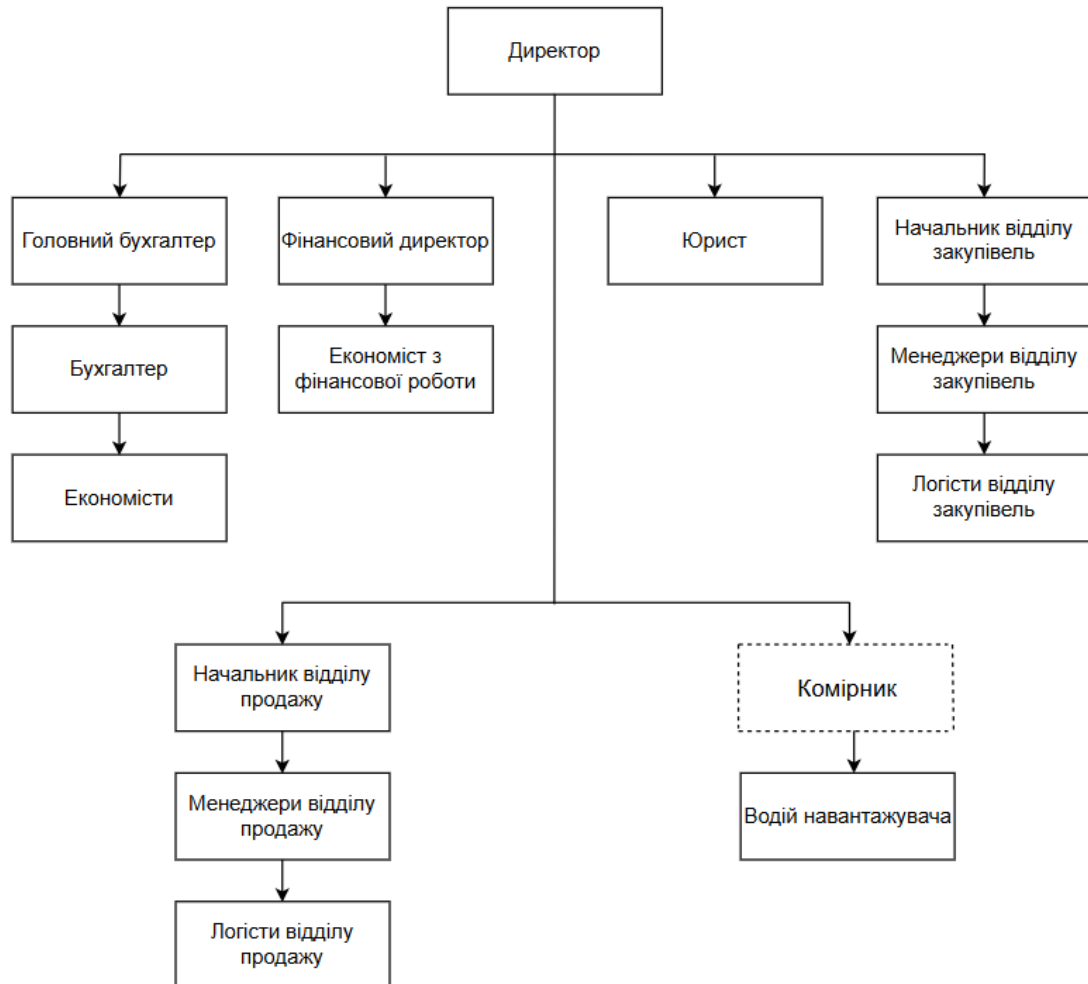 Директор
Головний бухгалтер
Фінансовий директор
Юрист
Начальник відділу
закупівель
Бухгалтер
Економіст з
фінансової роботи
Менеджери відділу
закупівель
Економісти
Логісти відділу
закупівель
Начальник відділу
продажу
Комірник
Менеджери відділу
продажу
Водій навантажувача
Логісти відділу
продажу